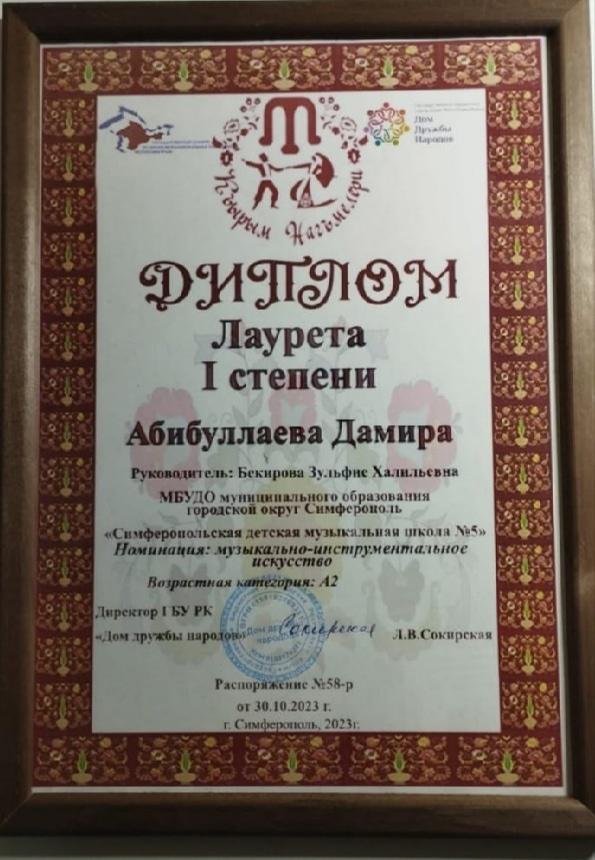 Дом
Дружбы
Народов
Къырым Нагъмелери
ДИПЛОМ
Лаурета
I степени
Абибуллаева Дамира
Руководитель: Бекирова Зульфие Халильевна
МБУДО муниципального образования
городской округ Симферополь
«Симферопольская детская музыкальная школа №5»
Номинация: музыкально-инструментальное
искусство
Возрастная категория: А2
Директор ГБУ РК
«Дом дружбы народов»
Л.В.Сокирская
Распоряжение №58-р
от 30.10.2023 г.
г. Симферополь, 2023г.